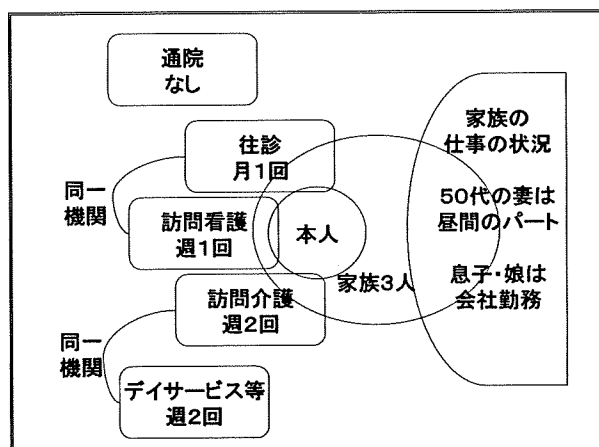 通院
なし
往診
月1回
同一
機関
訪問看護
週1回
本人
家族3人
訪問介護
週2回
同一
機関
デイサービス等
週2回
家族の
仕事の状況
50代の妻は
昼間のパート
息子・娘は
会社勤務